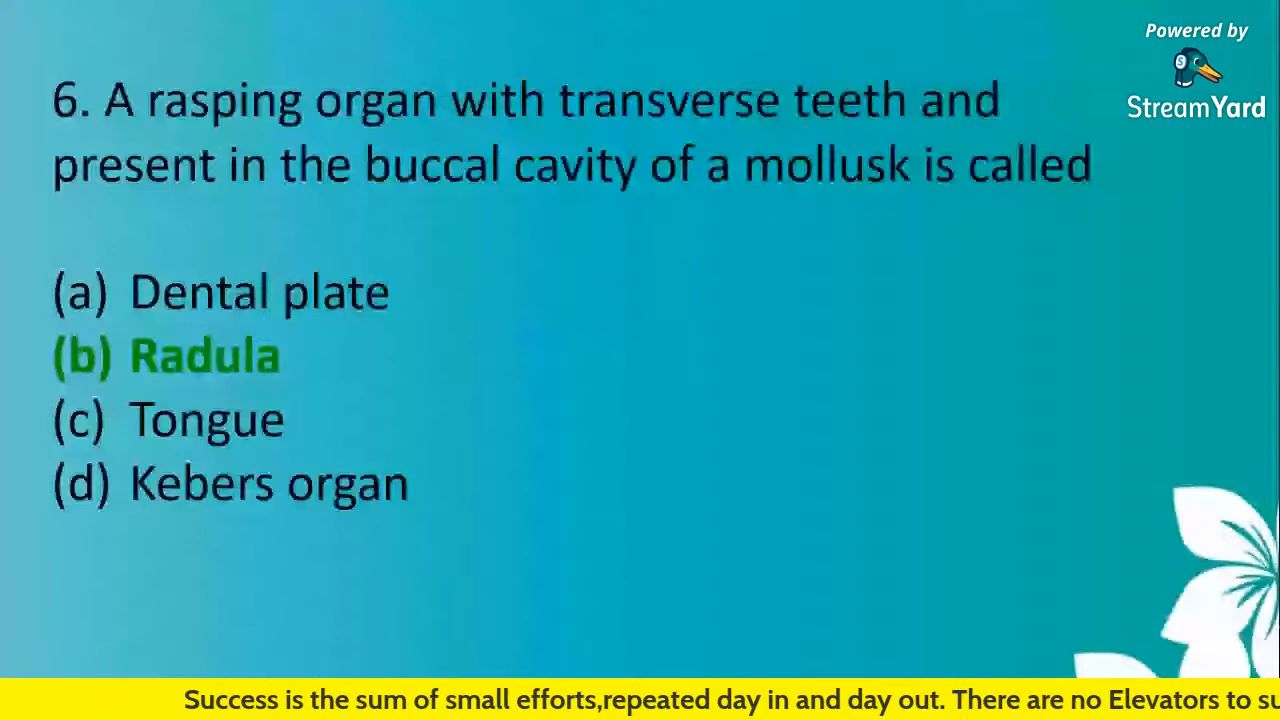 Powered by
StreamYard
6. A rasping organ with transverse teeth and
present in the buccal cavity of a mollusk is called
(a) Dental plate
(b) Radula
(c) Tongue
(d) Kebers organ
Success is the sum of small efforts,repeated day in and day out. There are no Elevators to su